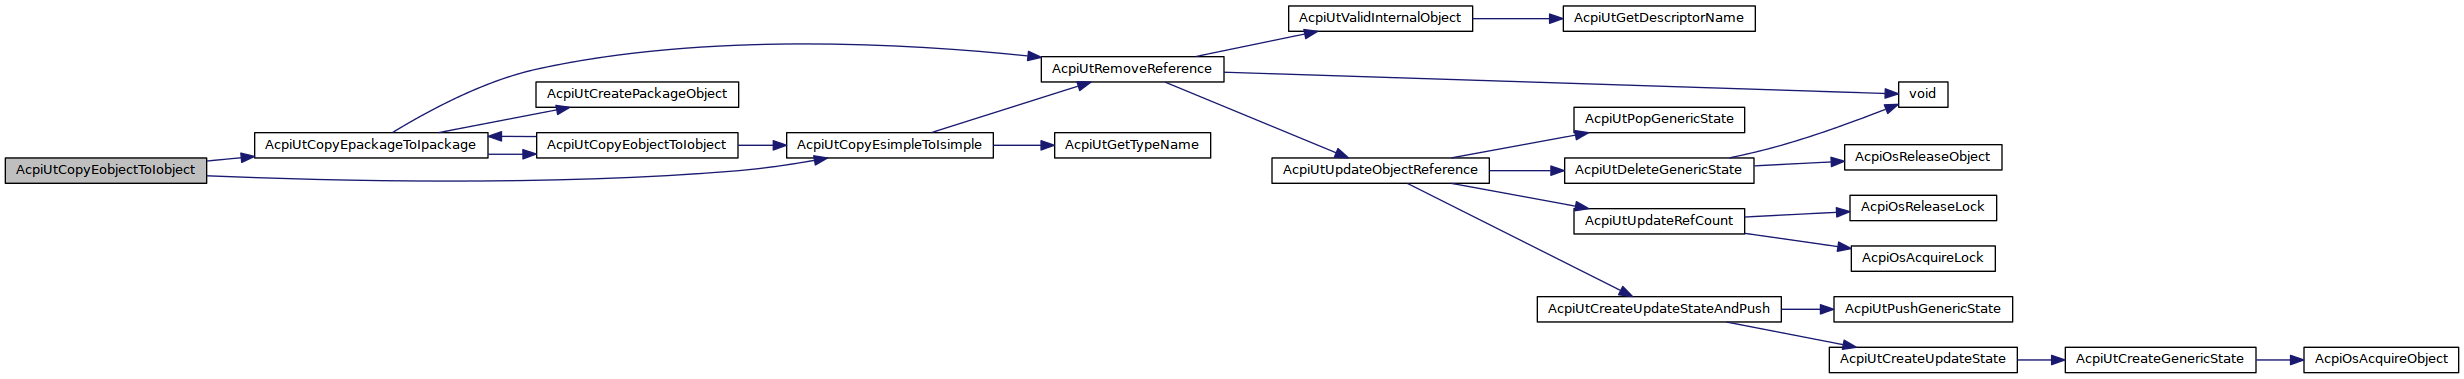 AcpiUtCopyEobjectToIobject
AcpiUtCopyEpackageToIpackage
AcpiUtCreatePackageObject
AcpiUtCopyEobjectToIobject
AcpiUtCopyEsimpleToIsimple
AcpiUtRemoveReference
AcpiUtGetTypeName
AcpiUtValidInternalObject
AcpiUtGetDescriptorName
void
AcpiUtUpdateObjectReference
AcpiUtPopGenericState
AcpiUtDeleteGenericState
AcpiOsReleaseObject
AcpiUtUpdateRefCount
AcpiOsReleaseLock
AcpiOsAcquireLock
AcpiUtCreateUpdateStateAndPush
AcpiUtPushGenericState
AcpiUtCreateUpdateState
AcpiUtCreateGenericState
AcpiOsAcquireObject